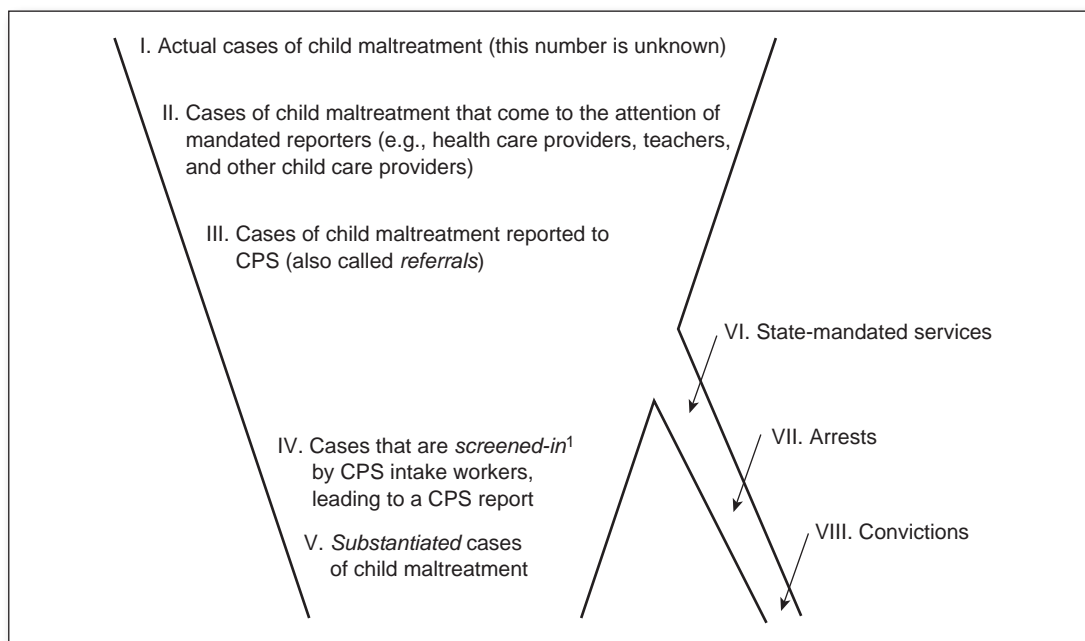 I. Actual cases of child maltreatment (this number is unknown)
II. Cases of child maltreatment that come to the attention of
mandated reporters (e.g., health care providers, teachers,
and other child care providers)
III. Cases of child maltreatment reported to
CPS (also called referrals)
VI. State-mandated services
IV. Cases that are screened-in¹
by CPS intake workers,
leading to a CPS report
VII. Arrests
V. Substantiated cases
of child maltreatment
VIII. Convictions